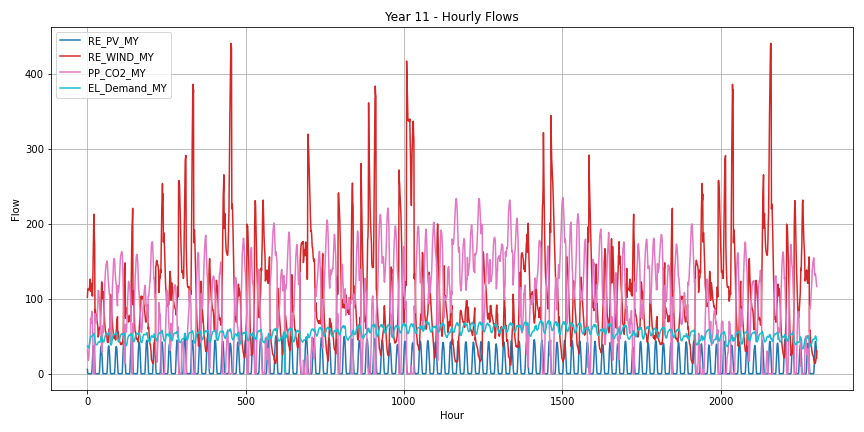 Year 11 - Hourly Flows
RE_PV_MY
RE_WIND_MY
PP_CO2_MY
EL_Demand_MY
400
300
200
100
0
Flow
0 500 1000 1500 2000
Hour